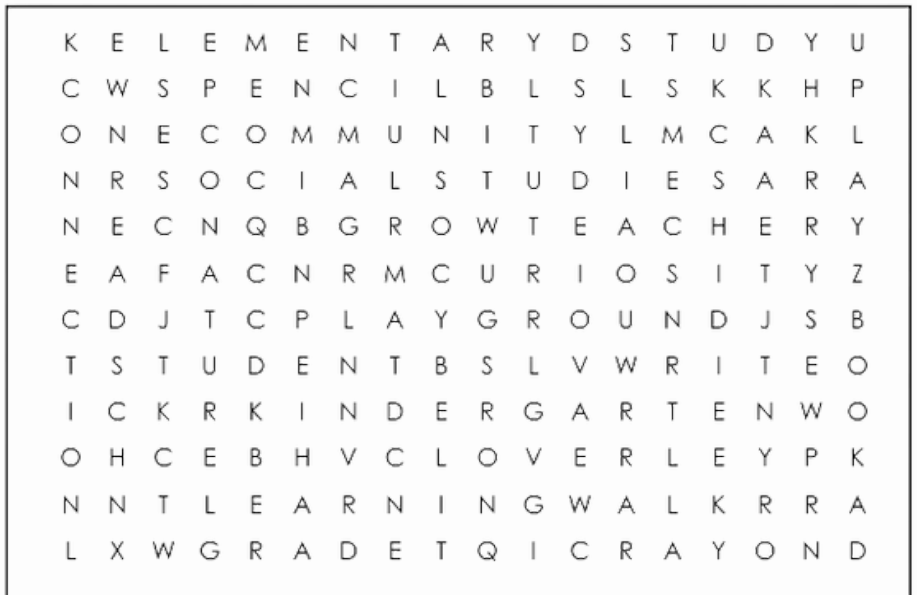 K E L E M E N T A R Y D S T U D Y U
C W S P E N C I L B L S L S K K H P
O N E C O M M U N I T Y L M C A K L
N R S O C I A L S T U D I E S A R A
N E C N Q B G R O W T E A C H E R Y
E A F A C N R M C U R I O S I T Y Z
C D J T C P L A Y G R O U N D J S B
T S T U D E N T B S L V W R I T E O
I C K R K I N D E R G A R T E N W O
O H C E B H V C L O V E R L E Y P K
N N T L E A R N I N G W A L K R R A
L X W G R A D E T Q I C R A Y O N D